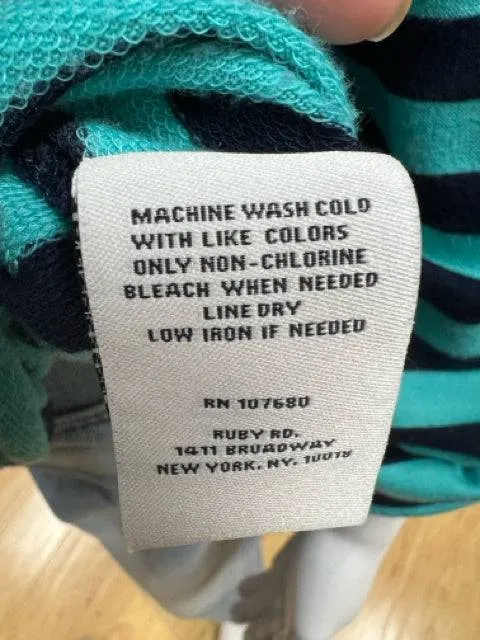 MACHINE WASH COLD
WITH LIKE COLORS
ONLY NON-CHLORINE
BLEACH WHEN NEEDED
LINE DRY
LOW IRON IF NEEDED
RN 107680
RUBY RD.
1411 BROADWAY
NEW YORK, NY. 10018